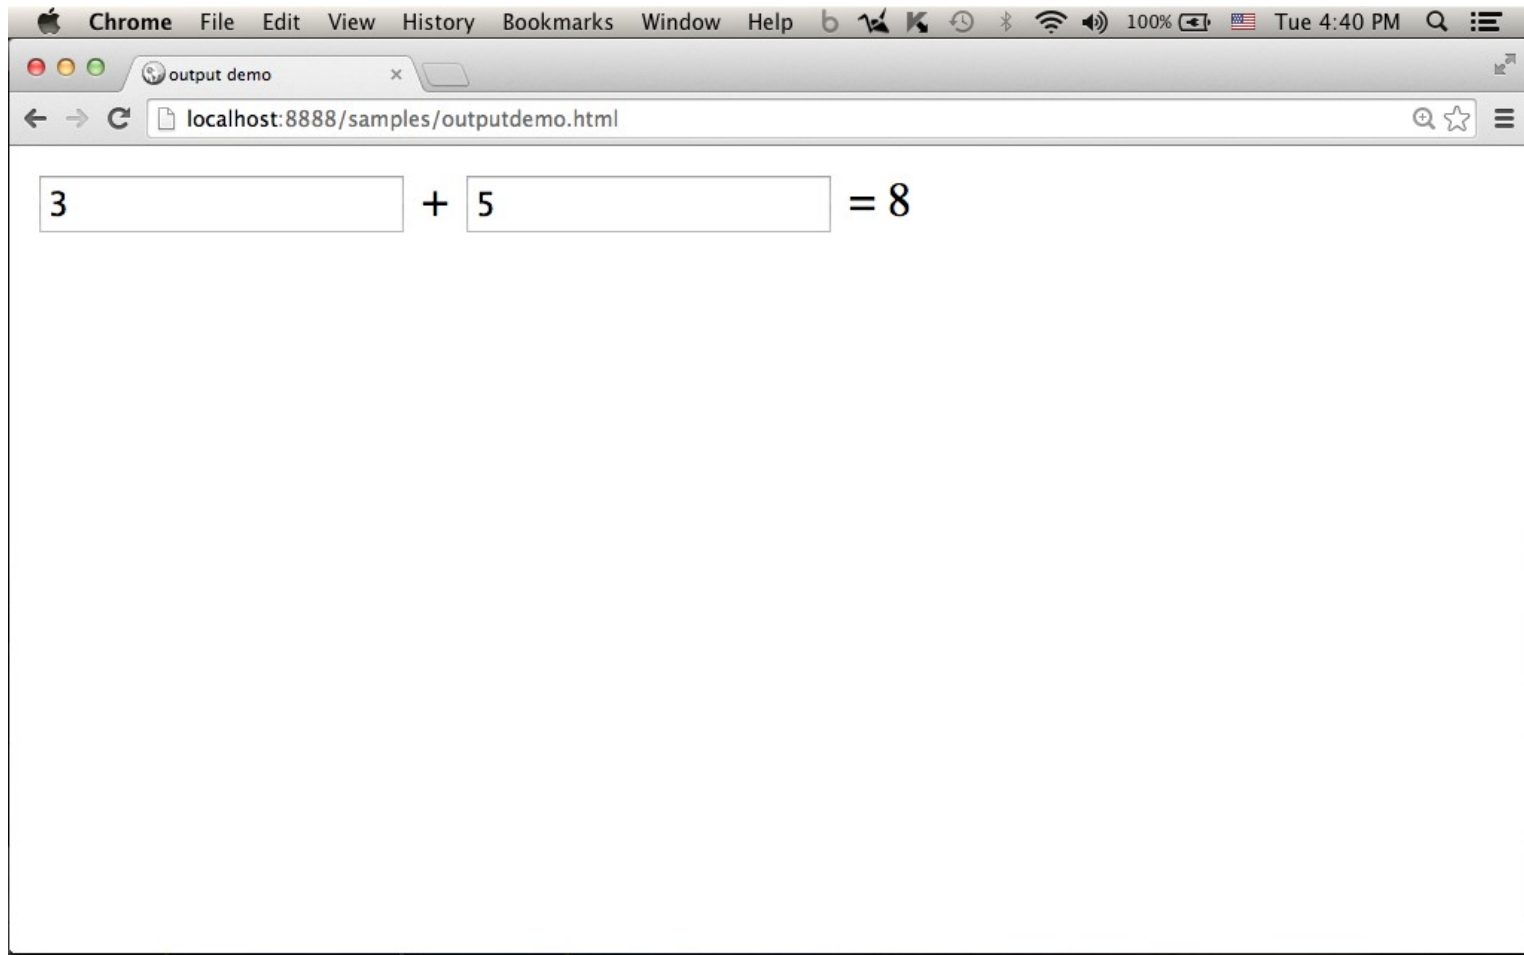 Chrome File Edit View History Bookmarks Window Help 100% Tue 4:40 PM
output demo
localhost:8888/samples/outputdemo.html
3 + 5 = 8